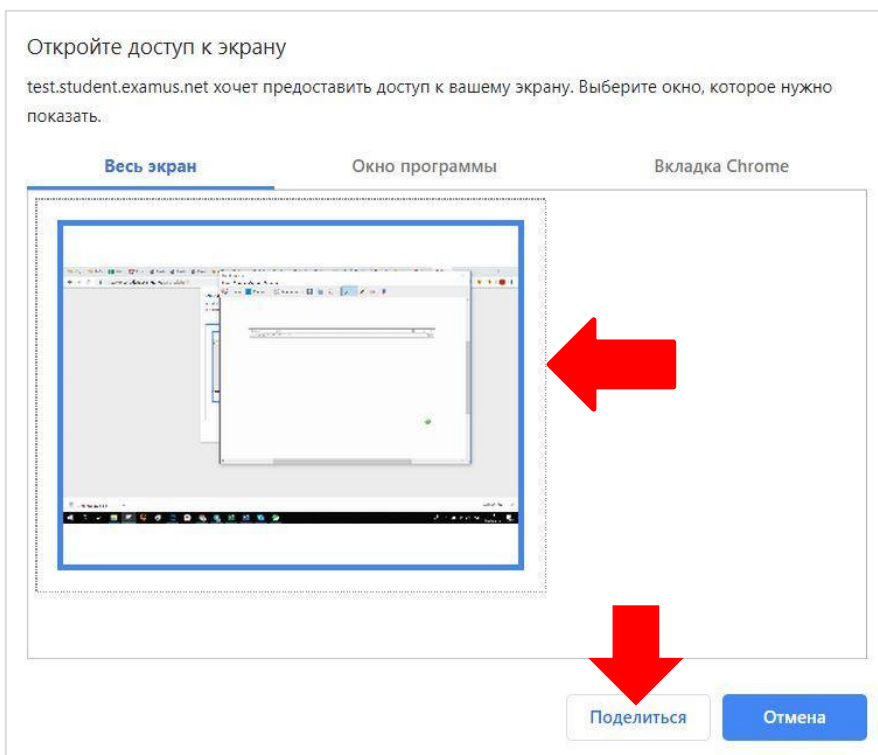 Откройте доступ к экрану
test.student.examus.net хочет предоставить доступ к вашему экрану. Выберите окно, которое нужно
показать.
Весь экран Окно программы Вкладка Chrome
Поделиться Отмена